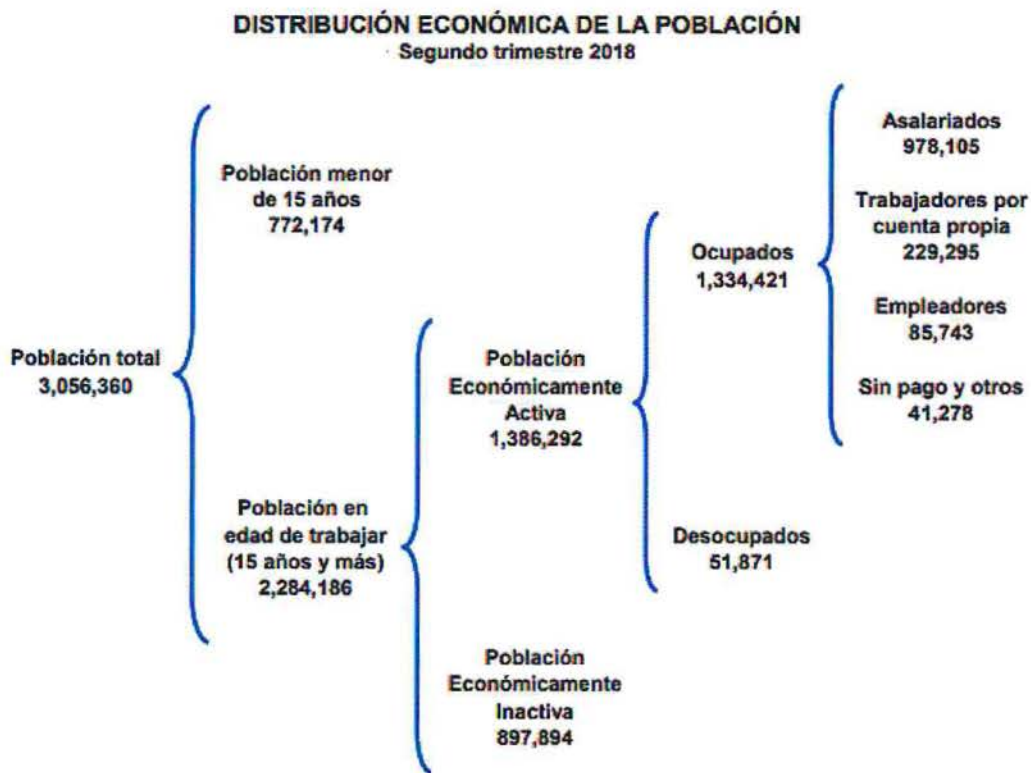 DISTRIBUCIÓN ECONÓMICA DE LA POBLACIÓN
Segundo trimestre 2018
Población total
3,056,360
Población menor
de 15 años
772,174
Población en
edad de trabajar
(15 años y más)
2,284,186
Población
Económicamente
Activa
1,386,292
Población
Económicamente
Inactiva
897,894
Ocupados
1,334,421
Desocupados
51,871
Asalariados
978,105
Trabajadores por
cuenta propia
229,295
Empleadores
85,743
Sin pago y otros
41,278